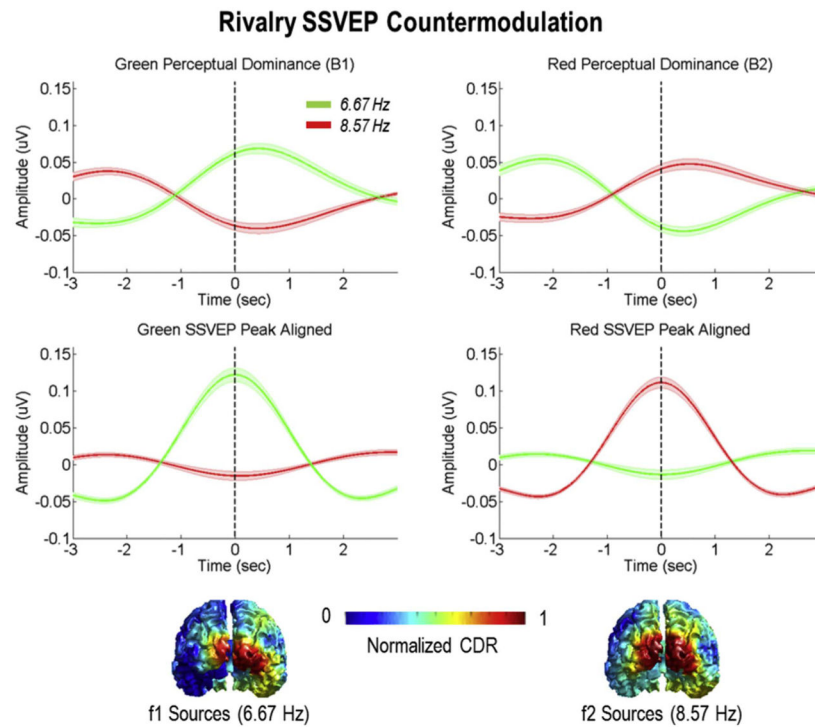 Rivalry SSVEP Countermodulation
Green Perceptual Dominance (B1)
Red Perceptual Dominance (B2)
0.15
0.1
0.05
0
-0.05
-0.1
Amplitude (uV)
6.67 Hz
8.57 Hz
-3 -2 -1 0 1 2
Time (sec)
0.15
0.1
0.05
0
-0.05
-0.1
Amplitude (uV)
-3 -2 -1 0 1 2
Time (sec)
Green SSVEP Peak Aligned
Red SSVEP Peak Aligned
0.15
0.1
0.05
0
-0.05
-0.1
Amplitude (uV)
-3 -2 -1 0 1 2
Time (sec)
0.15
0.1
0.05
0
-0.05
-0.1
Amplitude (uV)
-3 -2 -1 0 1 2
Time (sec)
0 1
Normalized CDR
f1 Sources (6.67 Hz)
f2 Sources (8.57 Hz)